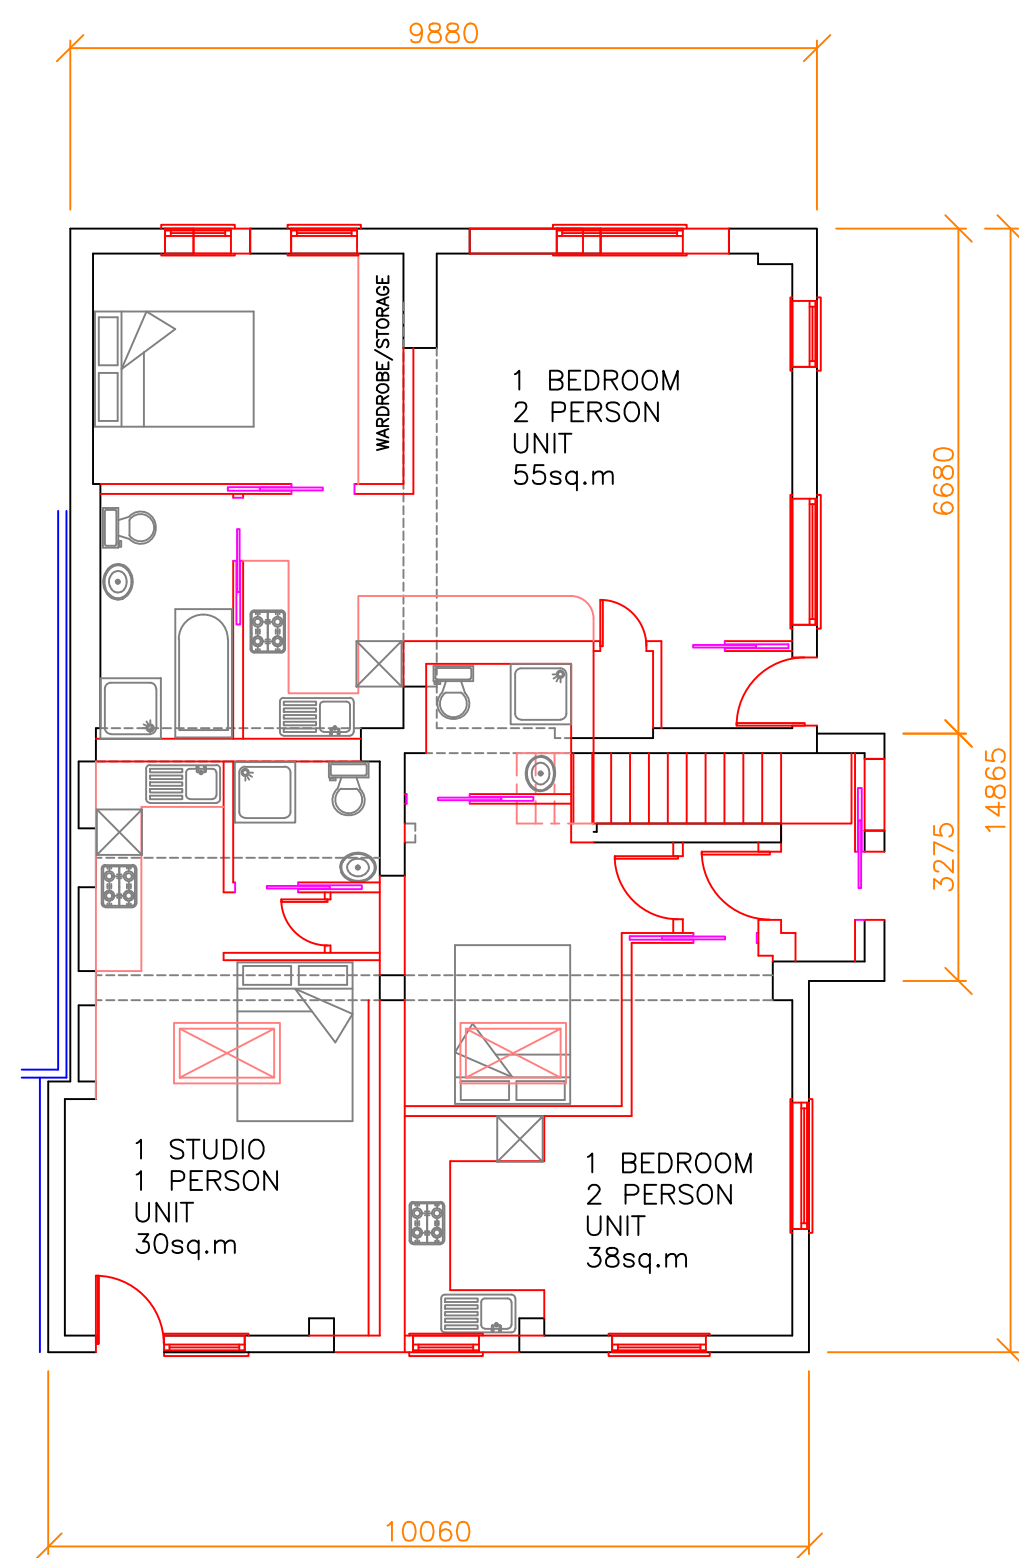 9880
WARDROBE/STORAGE
1 BEDROOM
2 PERSON
UNIT
55sq.m
6680
14865
3275
1 STUDIO
1 PERSON
UNIT
30sq.m
1 BEDROOM
2 PERSON
UNIT
38sq.m
10060